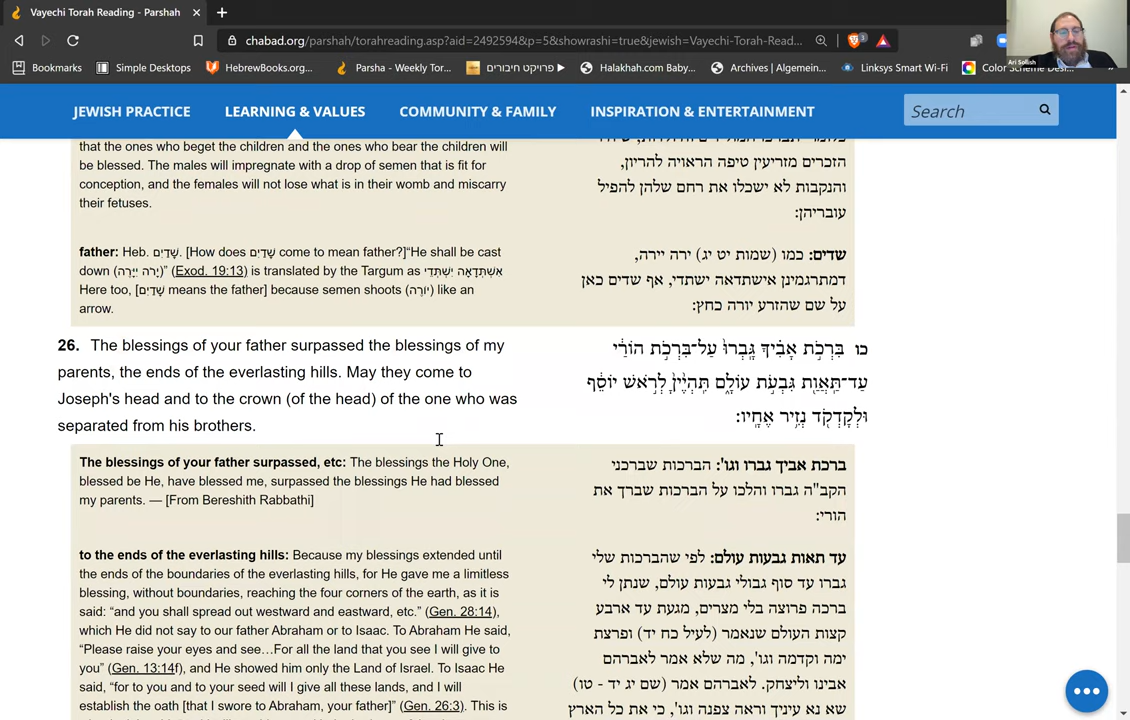 Vayechi Torah Reading - Parshah
chabad.org/parshah/torahreading.asp?aid=2492594&p=5&showrashi=true&jewish=Vayechi-Torah-Read...
Bookmarks
Simple Desktops
HebrewBooks.org...
Parsha - Weekly Tor...
פרויקט חיבורים
Halakhah.com Baby...
Archives | Algemein...
Linksys Smart Wi-Fi
Ari Sollish
JEWISH PRACTICE
LEARNING & VALUES
COMMUNITY & FAMILY
INSPIRATION & ENTERTAINMENT
Search
that the ones who beget the children and the ones who bear the children will
be blessed. The males will impregnate with a drop of semen that is fit for
conception, and the females will not lose what is in their womb and miscarry
their fetuses.
הזכרים מזריעין טיפה הראויה להריון,
והנקבות לא ישכלו את רחם שלהן להפיל
עובריהן:
father: Heb. שָׁדַיִם. [How does שָׁדַיִם come to mean father?]“He shall be cast
down (יָרֹה יִיָּרֶה)” (Exod. 19:13) is translated by the Targum as אִשְׁתְּדָאָה יִשְׁתְּדֵי
Here too, [שָׁדַיִם means the father] because semen shoots (יוֹרֶה) like an
arrow.
שדים: כמו (שמות יט יג) ירה יירה,
דמתרגמינן אישתדאה ישתדי, אף שדים כאן
על שם שהזרע יורה כחץ:
26. The blessings of your father surpassed the blessings of my
parents, the ends of the everlasting hills. May they come to
Joseph's head and to the crown (of the head) of the one who was
separated from his brothers.
כו בִּרְכֹ֣ת אָבִ֗יךָ גָּֽבְרוּ֙ עַל־בִּרְכֹ֣ת הוֹרַ֔י
עַד־תַּֽאֲוַ֖ת גִּבְעֹ֣ת עוֹלָ֑ם תִּֽהְיֶ֙יןָ֙ לְרֹ֣אשׁ יוֹסֵ֔ף
וּלְקָדְקֹ֖ד נְזִ֥יר אֶחָֽיו:
The blessings of your father surpassed, etc: The blessings the Holy One,
blessed be He, have blessed me, surpassed the blessings He had blessed
my parents. — [From Bereshith Rabbathi]
ברכת אביך גברו וגו': הברכות שברכני
הקב"ה גברו והלכו על הברכות שברך את
הורי:
to the ends of the everlasting hills: Because my blessings extended until
the ends of the boundaries of the everlasting hills, for He gave me a limitless
blessing, without boundaries, reaching the four corners of the earth, as it is
said: “and you shall spread out westward and eastward, etc.” (Gen. 28:14),
which He did not say to our father Abraham or to Isaac. To Abraham He said,
“Please raise your eyes and see…For all the land that you see I will give to
you” (Gen. 13:14f), and He showed him only the Land of Israel. To Isaac He
said, “for to you and to your seed will I give all these lands, and I will
establish the oath [that I swore to Abraham, your father]” (Gen. 26:3). This is
עד תאות גבעות עולם: לפי שהברכות שלי
גברו עד סוף גבולי גבעות עולם, שנתן לי
ברכה פרוצה בלי מצרים, מגעת עד ארבע
קצות העולם שנאמר (לעיל כח יד) ופרצת
ימה וקדמה וגו', מה שלא אמר לאברהם
אבינו וליצחק. לאברהם אמר (שם יג יד - טו)
שא נא עיניך וראה צפנה וגו', כי את כל הארץ